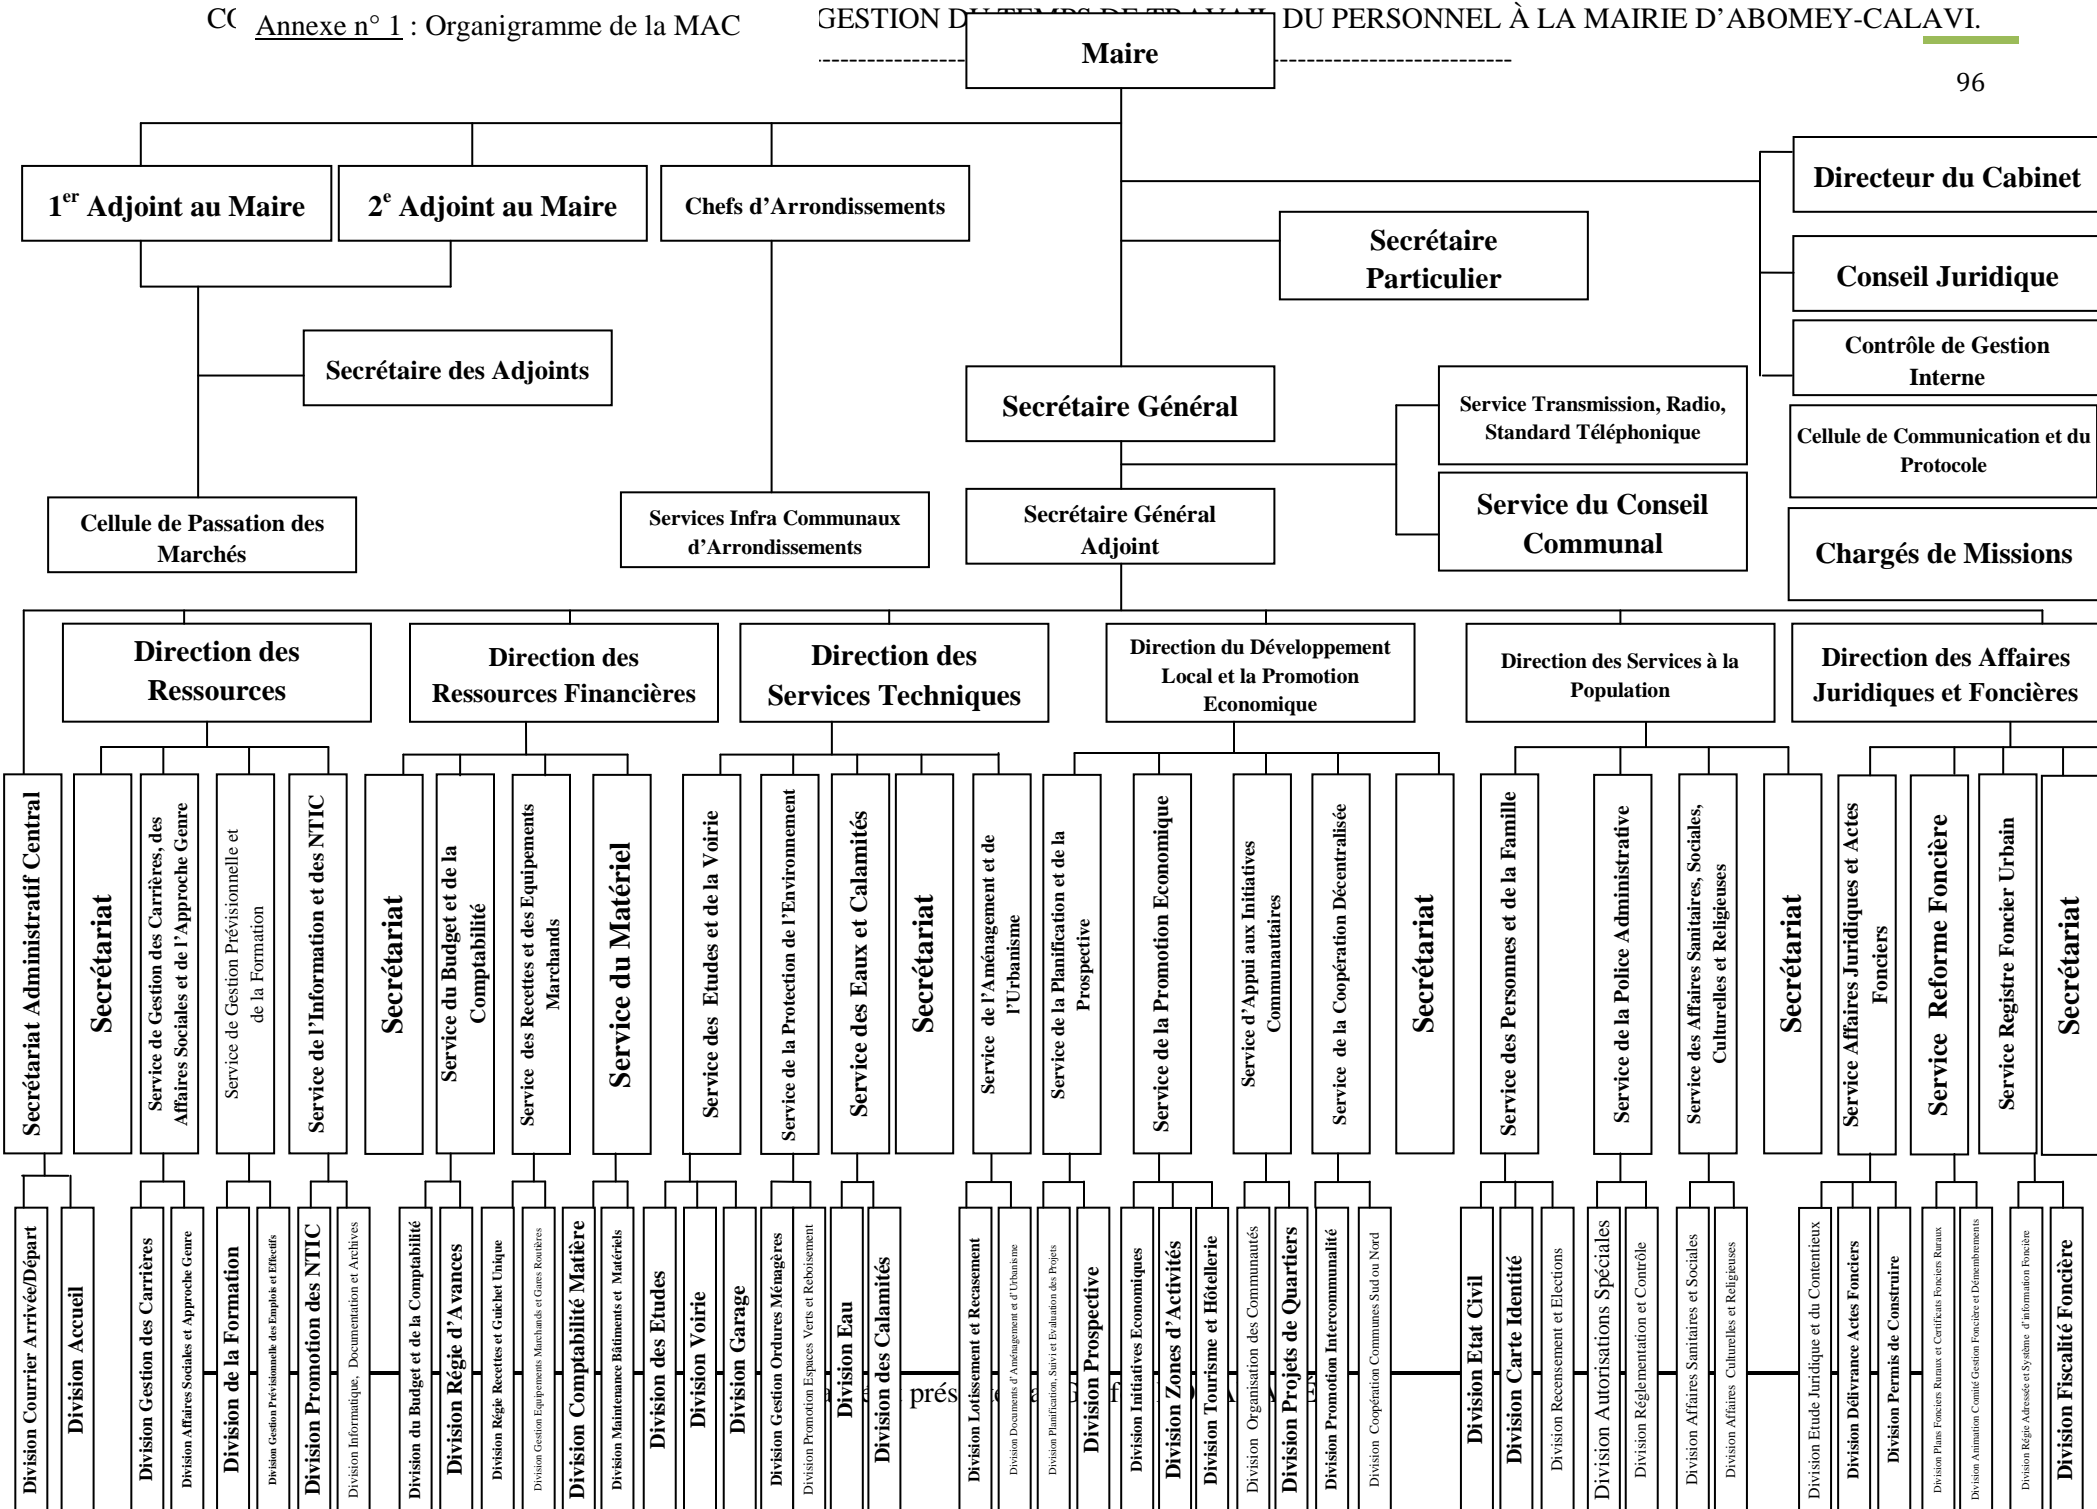 GESTION DU TEMPS DE TRAVAIL DU PERSONNEL À LA MAIRIE D’ABOMEY-CALAVI.
Annexe n° 1 : Organigramme de la MAC
96
Maire
1er Adjoint au Maire
2e Adjoint au Maire
Chefs d’Arrondissements
Directeur du Cabinet
Secrétaire
Particulier
Conseil Juridique
Contrôle de Gestion
Interne
Secrétaire des Adjoints
Secrétaire Général
Service Transmission, Radio,
Standard Téléphonique
Cellule de Communication et du
Protocole
Cellule de Passation des
Marchés
Services Infra Communaux
d’Arrondissements
Secrétaire Général
Adjoint
Service du Conseil
Communal
Chargés de Missions
Direction des
Ressources
Direction des
Ressources Financières
Direction des
Services Techniques
Direction du Développement
Local et la Promotion
Economique
Direction des Services à la
Population
Direction des Affaires
Juridiques et Foncières
Secrétariat Administratif Central
Secrétariat
Service de Gestion des Carrières, des
Affaires Sociales et de l’Approche Genre
Service de Gestion Prévisionnelle et
de la Formation
Service de l’Information et des NTIC
Secrétariat
Service du Budget et de la
Comptabilité
Service des Recettes et des Equipements
Marchands
Service du Matériel
Service des Etudes et de la Voirie
Service de la Protection de l’Environnement
Service des Eaux et Calamités
Secrétariat
Service de l’Aménagement et de
l’Urbanisme
Service de la Planification et de la
Prospective
Service de la Promotion Economique
Service d’Appui aux Initiatives
Communautaires
Service de la Coopération Décentralisée
Secrétariat
Service des Personnes et de la Famille
Service de la Police Administrative
Service des Affaires Sanitaires, Sociales,
Culturelles et Religieuses
Secrétariat
Service Affaires Juridiques et Actes
Fonciers
Service Reforme Foncière
Service Registre Foncier Urbain
Secrétariat
Division Courrier Arrivée/Départ
Division Accueil
Division Gestion des Carrières
Division Affaires Sociales et Approche Genre
Division de la Formation
Division Gestion Prévisionnelle des Emplois et Effectifs
Division Promotion des NTIC
Division Informatique, Documentation et Archives
Division du Budget et de la Comptabilité
Division Régie d’Avances
Division Régie Recettes et Guichet Unique
Division Gestion Equipements Marchands et Gares Routières
Division Comptabilité Matière
Division Maintenance Bâtiments et Matériels
Division des Etudes
Division Voirie
Division Garage
Division Gestion Ordures Ménagères
Division Promotion Espaces Verts et Reboisement
Division Eau
Division des Calamités
Division Lotissement et Recasement
Division Documents d’Aménagement et d’Urbanisme
Division Planification, Suivi et Evaluation des Projets
Division Prospective
Division Initiatives Economiques
Division Zones d’Activités
Division Tourisme et Hôtellerie
Division Organisation des Communautés
Division Projets de Quartiers
Division Promotion Intercommunalité
Division Coopération Communes Sud ou Nord
Division Etat Civil
Division Carte Identité
Division Recensement et Elections
Division Autorisations Spéciales
Division Réglementation et Contrôle
Division Affaires Sanitaires et Sociales
Division Affaires Culturelles et Religieuses
Division Etude Juridique et du Contentieux
Division Délivrance Actes Fonciers
Division Permis de Construire
Division Plans Fonciers Ruraux et Certificats Fonciers Ruraux
Division Animation Comité Gestion Foncière et Démembrements
Division Régie Adressée et Système d’information Foncière
Division Fiscalité Foncière